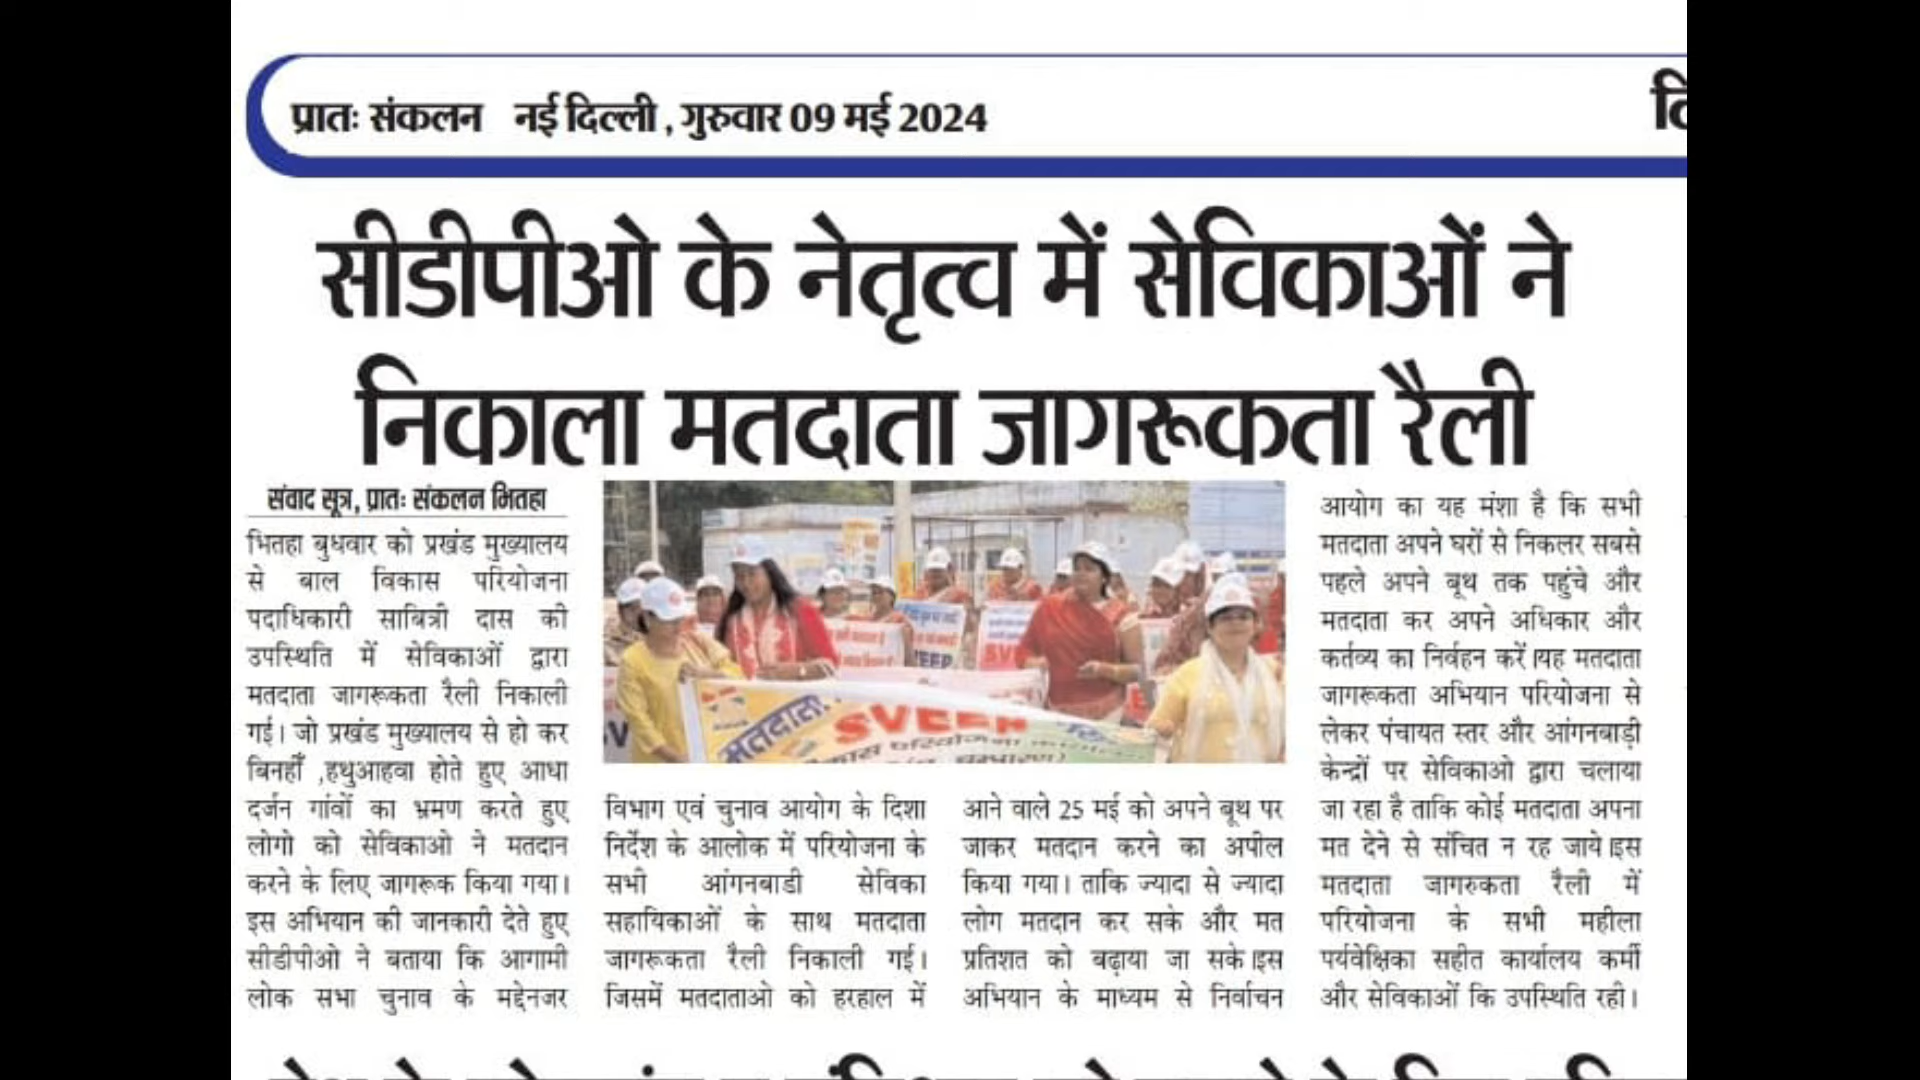 प्रातः संकलन नई दिल्ली , गुरुवार 09 मई 2024
सीडीपीओ के नेतृत्व में सेविकाओं ने
निकाला मतदाता जागरूकता रैली
संवाद सूत्र, प्रातः संकलन भितहा
भितहा बुधवार को प्रखंड मुख्यालय
से बाल विकास परियोजना
पदाधिकारी साबित्री दास की
उपस्थिति में सेविकाओं द्वारा
मतदाता जागरूकता रैली निकाली
गई। जो प्रखंड मुख्यालय से हो कर
बिनहीँ ,हथुआहवा होते हुए आधा
दर्जन गांवों का भ्रमण करते हुए
लोगो को सेविकाओ ने मतदान
करने के लिए जागरूक किया गया।
इस अभियान की जानकारी देते हुए
सीडीपीओ ने बताया कि आगामी
लोक सभा चुनाव के मद्देनजर
मतदाता
SVEEP
विभाग एवं चुनाव आयोग के दिशा
निर्देश के आलोक में परियोजना के
सभी आंगनबाडी सेविका
सहायिकाओं के साथ मतदाता
जागरूकता रैली निकाली गई।
जिसमें मतदाताओ को हरहाल में
आने वाले 25 मई को अपने बूथ पर
जाकर मतदान करने का अपील
किया गया। ताकि ज्यादा से ज्यादा
लोग मतदान कर सके और मत
प्रतिशत को बढ़ाया जा सके।इस
अभियान के माध्यम से निर्वाचन
आयोग का यह मंशा है कि सभी
मतदाता अपने घरों से निकलर सबसे
पहले अपने बूथ तक पहुंचे और
मतदाता कर अपने अधिकार और
कर्तव्य का निर्वहन करें।यह मतदाता
जागरूकता अभियान परियोजना से
लेकर पंचायत स्तर और आंगनबाड़ी
केन्द्रों पर सेविकाओ द्वारा चलाया
जा रहा है ताकि कोई मतदाता अपना
मत देने से संचित न रह जाये।इस
मतदाता जागरुकता रैली में
परियोजना के सभी महीला
पर्यवेक्षिका सहीत कार्यालय कर्मी
और सेविकाओं कि उपस्थिति रही।